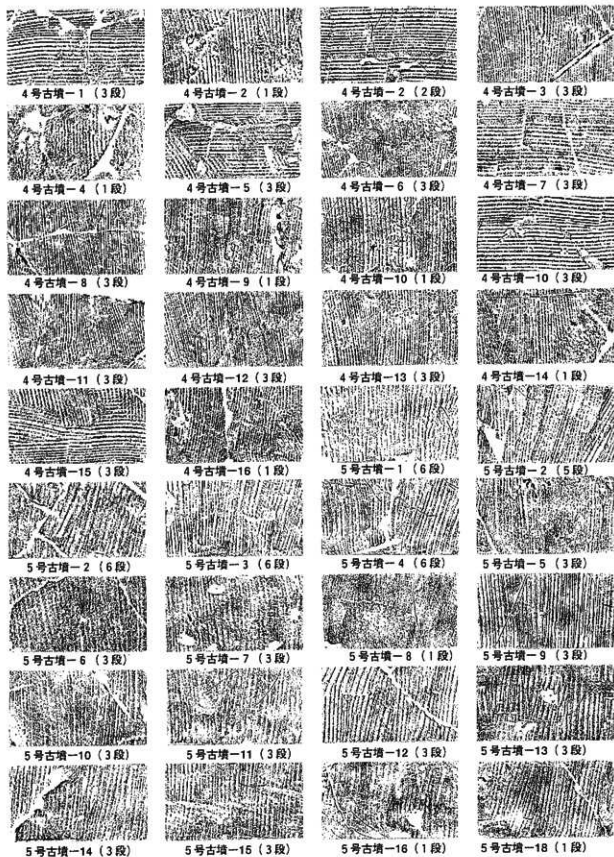 4号古墳-1 (3段) 4号古墳-2 (1段) 4号古墳-2 (2段) 4号古墳-3 (3段)
4号古墳-4 (1段) 4号古墳-5 (3段) 4号古墳-6 (3段) 4号古墳-7 (3段)
4号古墳-8 (3段) 4号古墳-9 (1段) 4号古墳-10 (1段) 4号古墳-10 (3段)
4号古墳-11 (3段) 4号古墳-12 (3段) 4号古墳-13 (3段) 4号古墳-14 (1段)
4号古墳-15 (3段) 4号古墳-16 (1段) 5号古墳-1 (6段) 5号古墳-2 (5段)
5号古墳-2 (6段) 5号古墳-3 (6段) 5号古墳-4 (6段) 5号古墳-5 (3段)
5号古墳-6 (3段) 5号古墳-7 (3段) 5号古墳-8 (1段) 5号古墳-9 (3段)
5号古墳-10 (3段) 5号古墳-11 (3段) 5号古墳-12 (3段) 5号古墳-13 (3段)
5号古墳-14 (3段) 5号古墳-15 (3段) 5号古墳-16 (1段) 5号古墳-18 (1段)